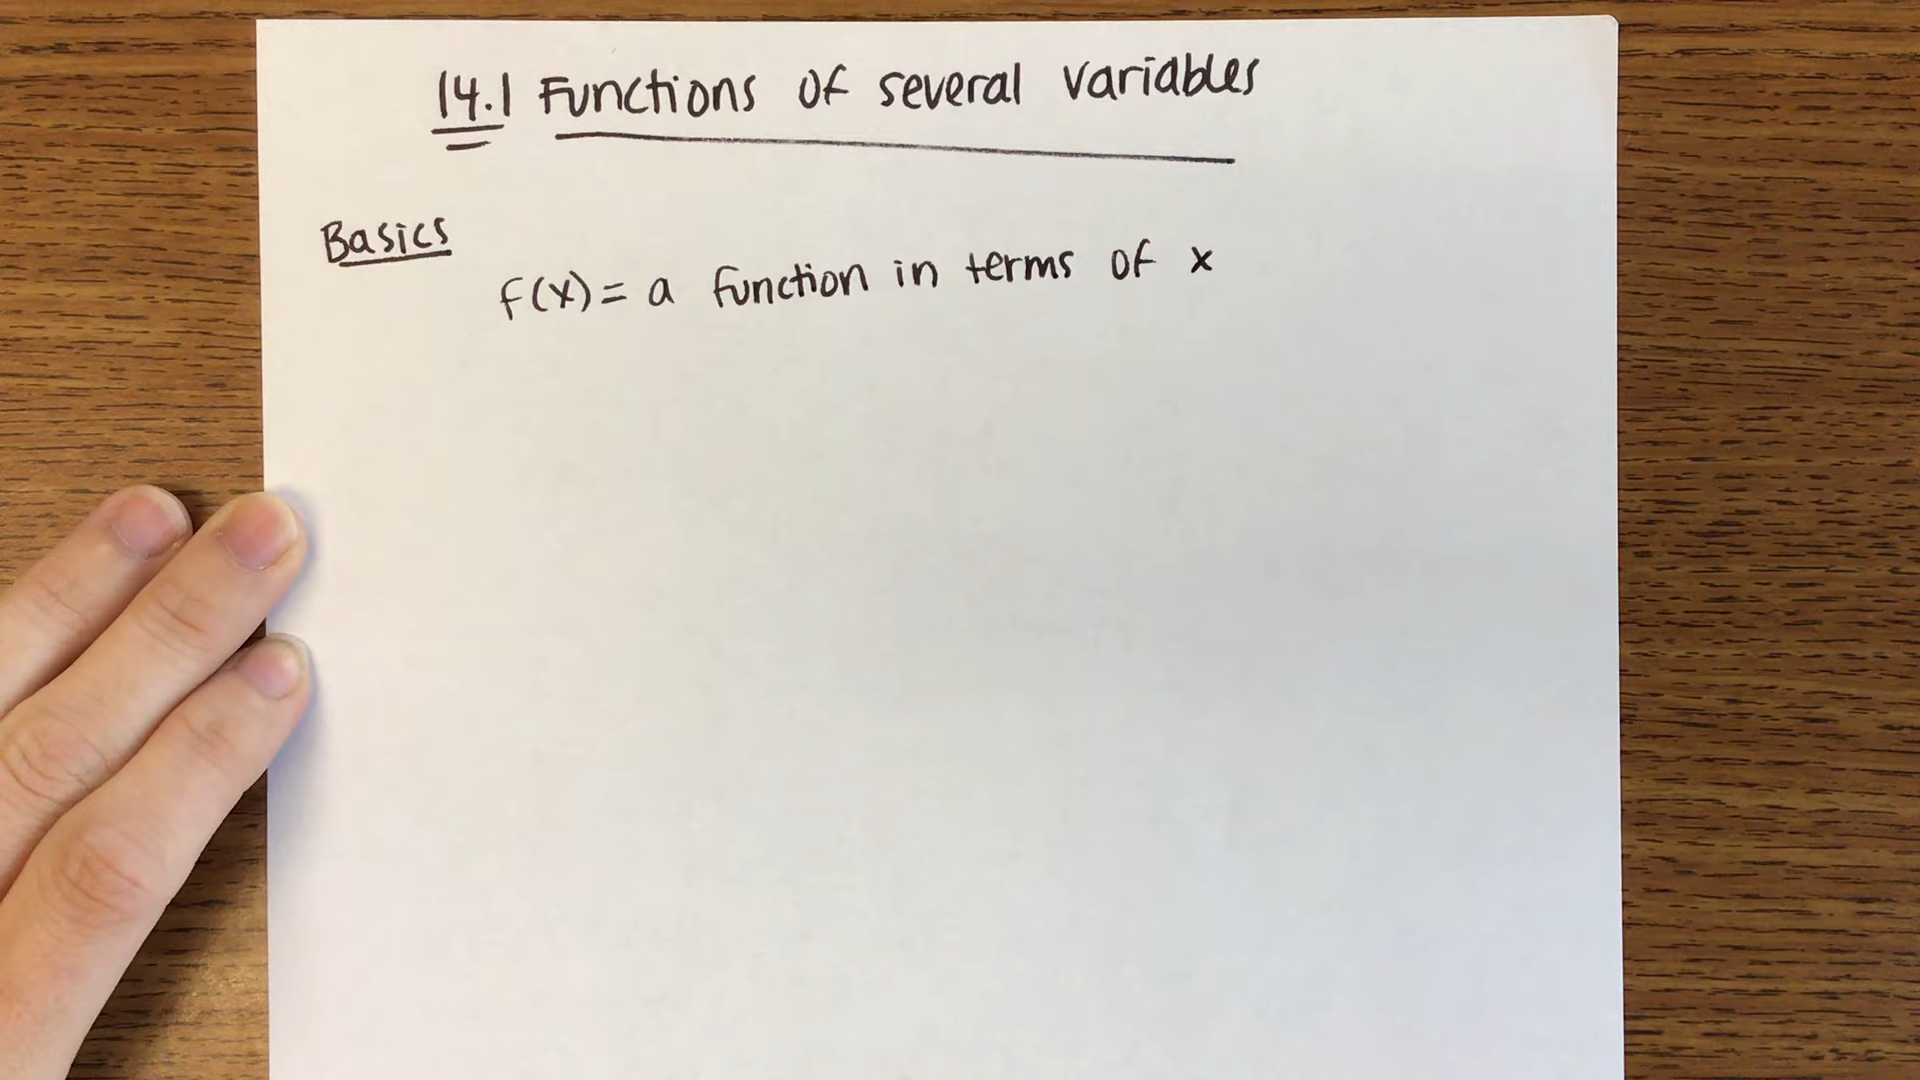 14.1 Functions of several variables
Basics
f(x) = a function in terms of x